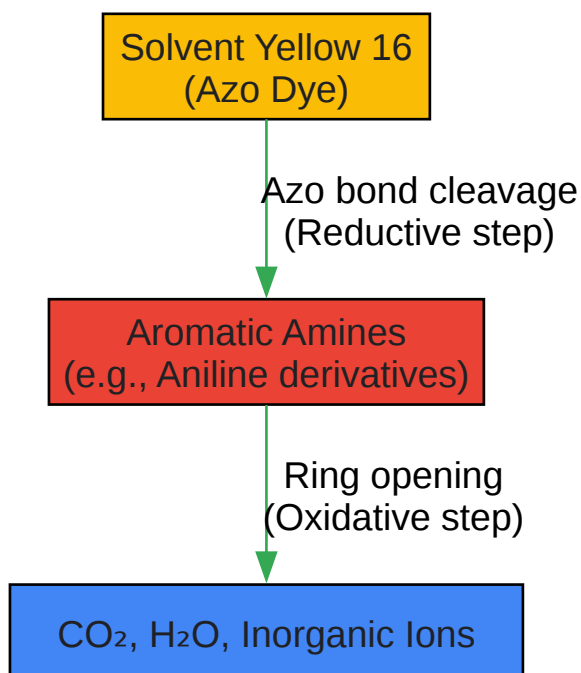 Solvent Yellow 16
(Azo Dye)
Azo bond cleavage
(Reductive step)
Aromatic Amines
(e.g., Aniline derivatives)
Ring opening
(Oxidative step)
CO₂, H₂O, Inorganic Ions